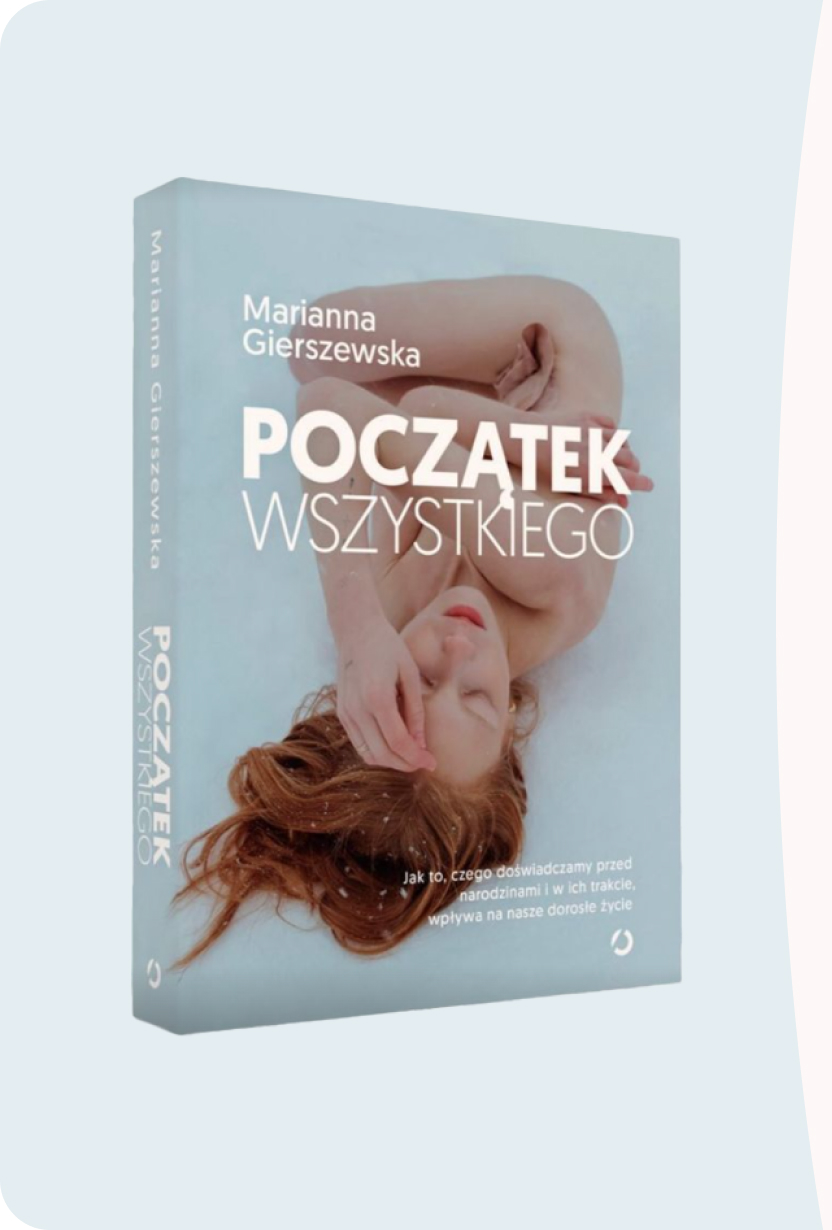 Marianna Gierszewska
POCZĄTEK
WSZYSTKIEGO
Marianna
Gierszewska
POCZĄTEK
WSZYSTKIEGO
Jak to, czego doświadczamy przed
narodzinami i w ich trakcie,
wpływa na nasze dorosłe życie